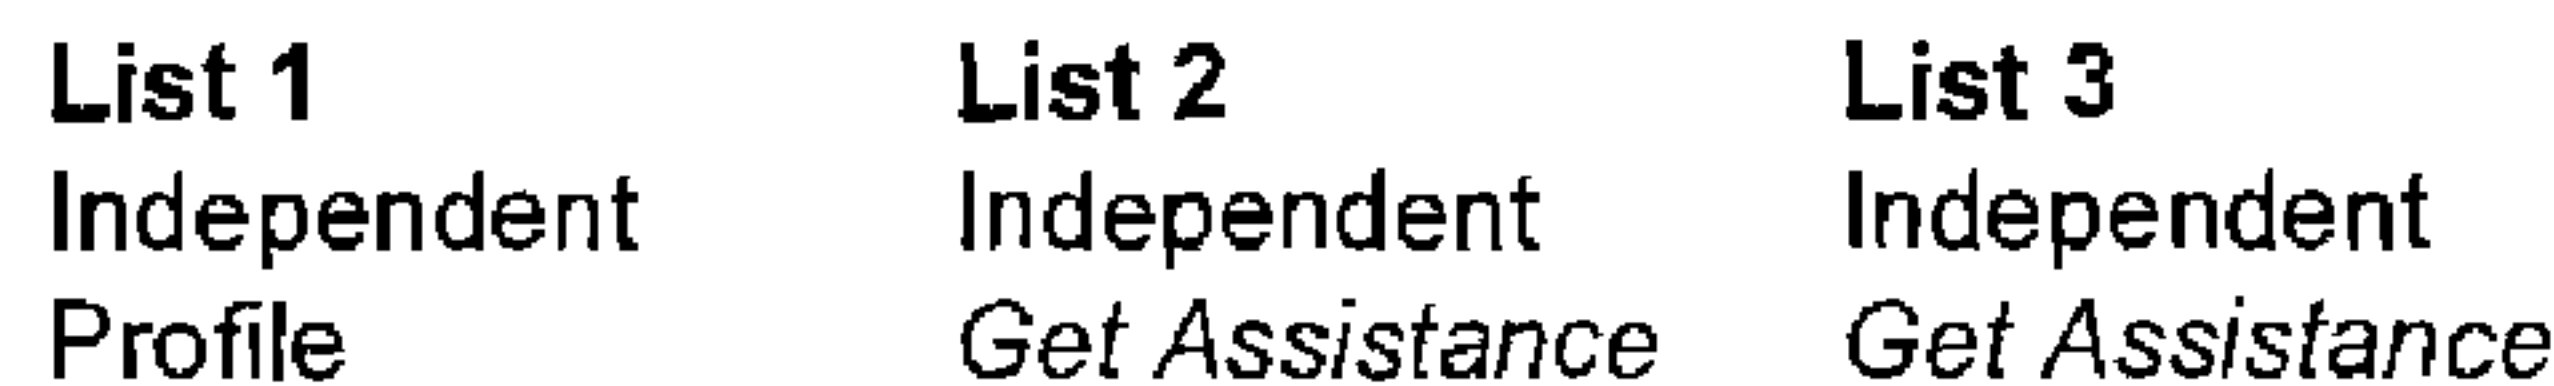 List 1 List 2 List 3
Independent Independent Independent
Profile Get Assistance Get Assistance